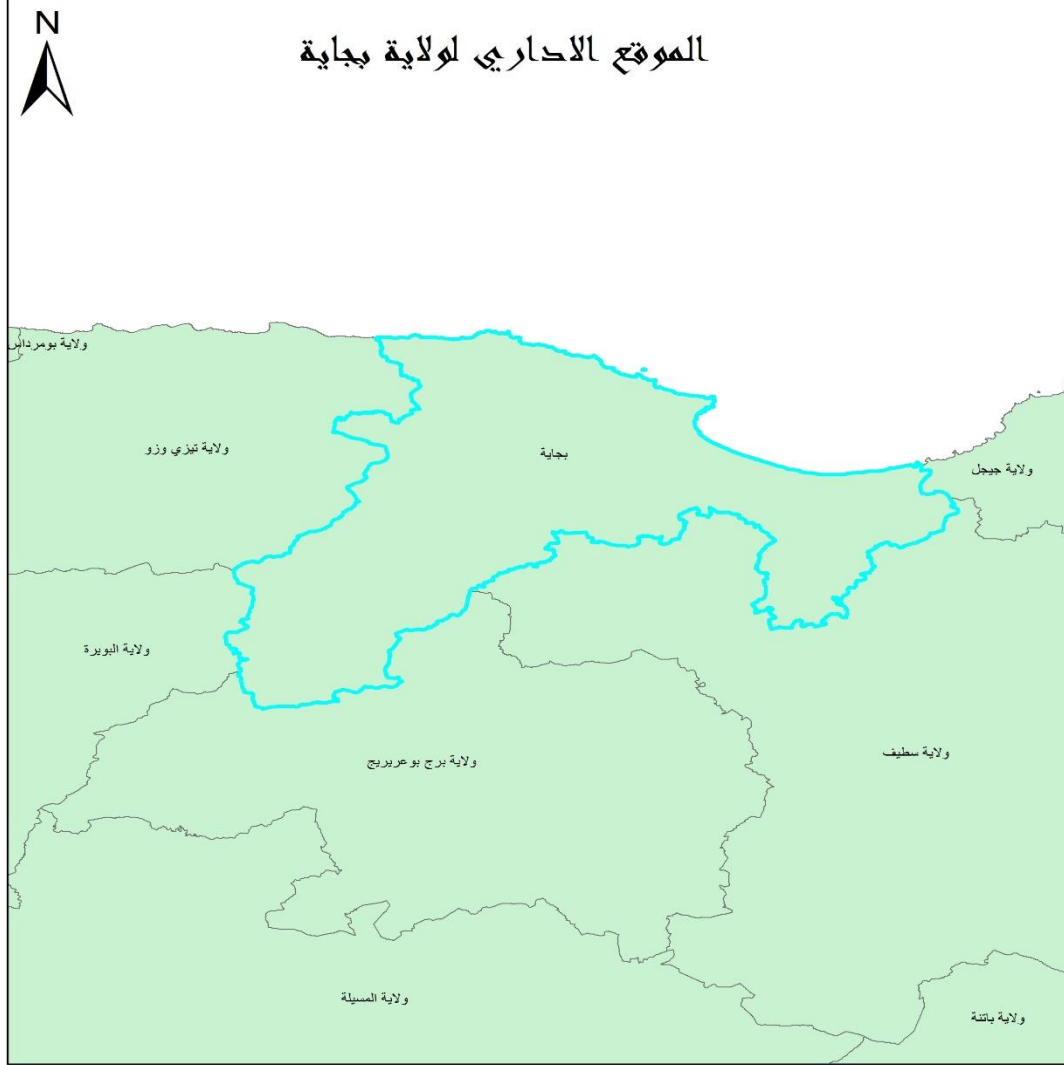 N
الموقع الاداري لولاية بجاية
ولاية بومرداس
ولاية تيزي وزو
بجاية
ولاية جيجل
ولاية البويرة
ولاية برج بوعريريج
ولاية سطيف
ولاية المسيلة
ولاية باتنة